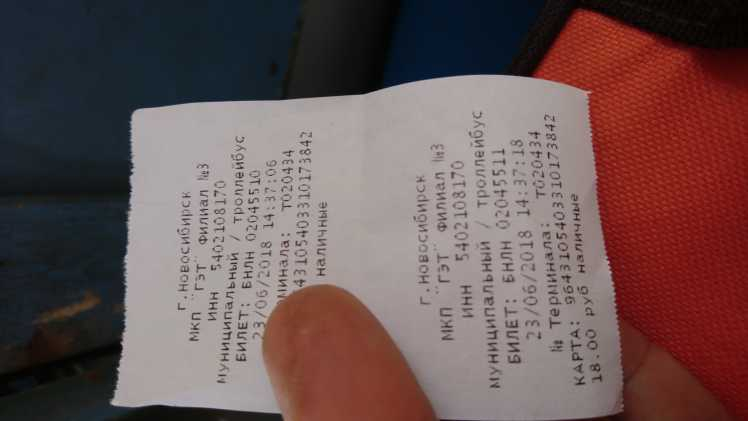 г. Новосибирск
МКП "ГЭТ" Филиал №3
ИНН 5402108170
муниципальный / троллейбус
БИЛЕТ: БНЛН 02045510
23/06/2018 14:37:06
минала: Т020434
43105403310173842
наличные
г. Новосибирск
МКП "ГЭТ" Филиал №3
ИНН 5402108170
муниципальный / троллейбус
БИЛЕТ: БНЛН 02045511
23/06/2018 14:37:18
№ Терминала: Т020434
КАРТА: 9643105403310173842
18.00 руб наличные